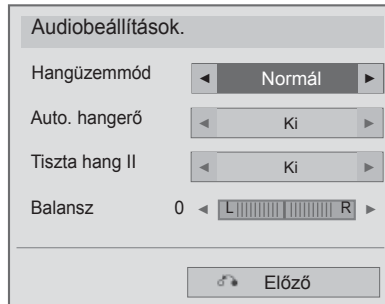 Audiobeállítások.
Hangüzemmód ◄ Normál ►
Auto. hangerő ◄ Ki ►
Tiszta hang II ◄ Ki ►
Balansz 0 ◄ L R ►
Előző